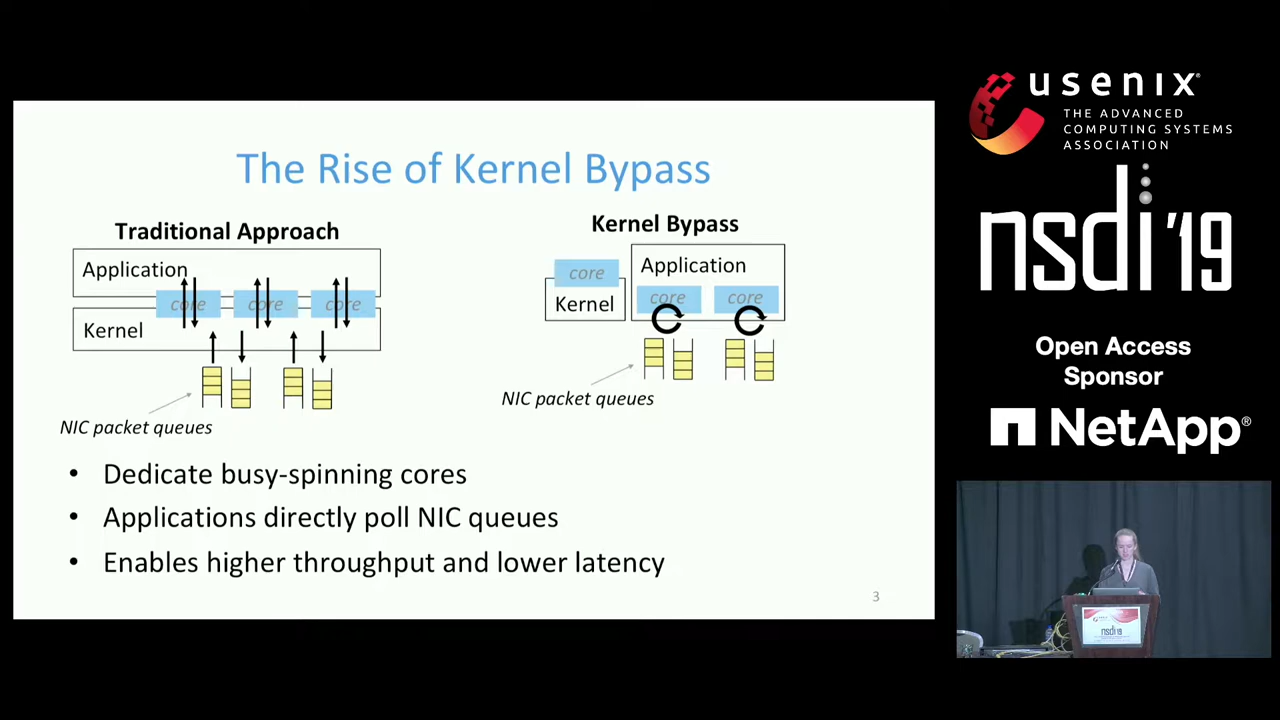 The Rise of Kernel Bypass
Traditional Approach
Application
core
core
core
Kernel
NIC packet queues
Kernel Bypass
core
Application
Kernel
core
core
NIC packet queues
• Dedicate busy-spinning cores
• Applications directly poll NIC queues
• Enables higher throughput and lower latency
3
usenix®
THE ADVANCED
COMPUTING SYSTEMS
ASSOCIATION
nsdi '19
Open Access
Sponsor
NetApp®
nsdi'19